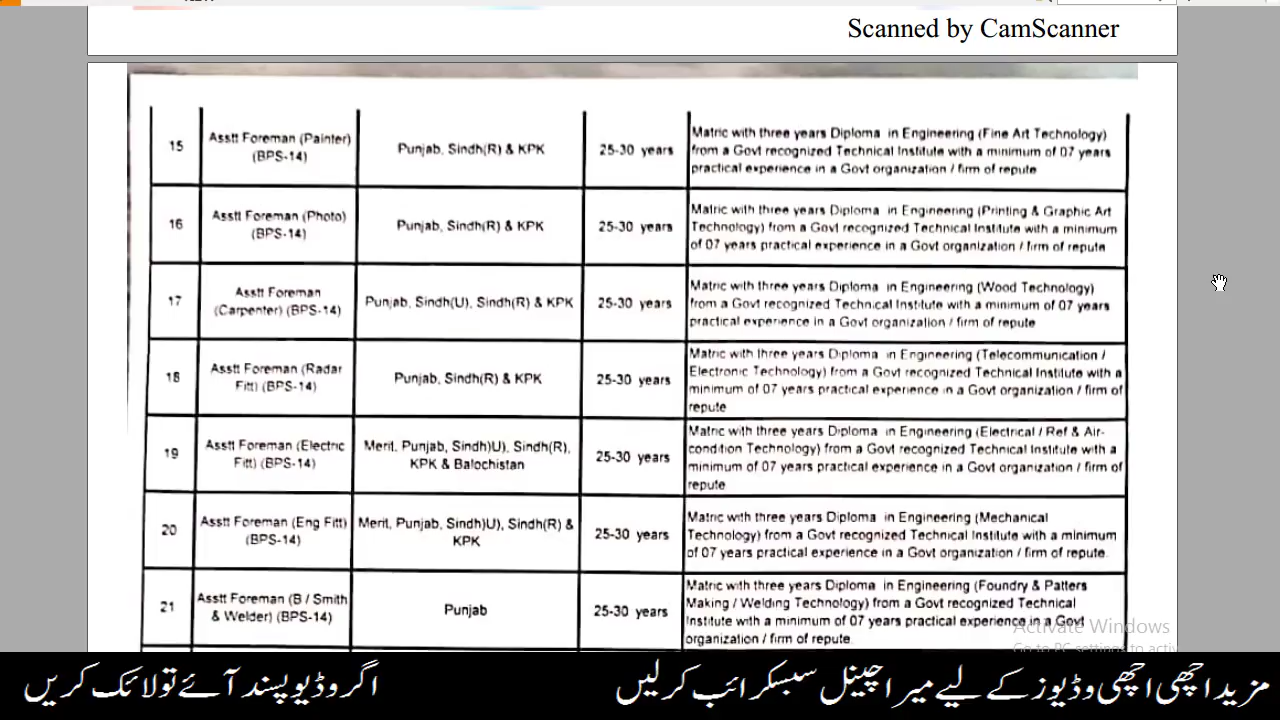 Scanned by CamScanner
15
Asstt Foreman (Painter)
(BPS-14)
Punjab, Sindh(R) & KPK
25-30 years
Matric with three years Diploma in Engineering (Fine Art Technology)
from a Govt recognized Technical Institute with a minimum of 07 years
practical experience in a Govt organization / firm of repute
16
Asstt Foreman (Photo)
(BPS-14)
Punjab, Sindh(R) & KPK
25-30 years
Matric with three years Diploma in Engineering (Printing & Graphic Art
Technology) from a Govt recognized Technical Institute with a minimum
of 07 years practical experience in a Govt organization / firm of repute
17
Asstt Foreman
(Carpenter) (BPS-14)
Punjab, Sindh(U), Sindh(R) & KPK
25-30 years
Matric with three years Diploma in Engineering (Wood Technology)
from a Govt recognized Technical Institute with a minimum of 07 years
practical experience in a Govt organization / firm of repute
18
Asstt Foreman (Radar
Fitt) (BPS-14)
Punjab, Sindh(R) & KPK
25-30 years
Matric with three years Diploma in Engineering (Telecommunication /
Electronic Technology) from a Govt recognized Technical Institute with a
minimum of 07 years practical experience in a Govt organization / firm of
repute
19
Asstt Foreman (Electric
Fitt) (BPS-14)
Merit, Punjab, Sindh)U), Sindh(R),
KPK & Balochistan
25-30 years
Matric with three years Diploma in Engineering (Electrical / Ref & Air-
condition Technology) from a Govt recognized Technical Institute with a
minimum of 07 years practical experience in a Govt organization / firm of
repute
20
Asstt Foreman (Eng Fitt)
(BPS-14)
Merit, Punjab, Sindh)U), Sindh(R) &
KPK
25-30 years
Matric with three years Diploma in Engineering (Mechanical
Technology) from a Govt recognized Technical Institute with a minimum
of 07 years practical experience in a Govt organization / firm of repute.
21
Asstt Foreman (B / Smith
& Welder) (BPS-14)
Punjab
25-30 years
Matric with three years Diploma in Engineering (Foundry & Patters
Making / Welding Technology) from a Govt recognized Technical
Institute with a minimum of 07 years practical experience in a Govt
organization / firm of repute.
Activate Windows
Go to PC settings to activ
مزید اچھی اچھی وڈیوز کے لیے میرا چینل سبسکرائب کرلیں
اگر وڈیو پسند آئے تو لائک کریں